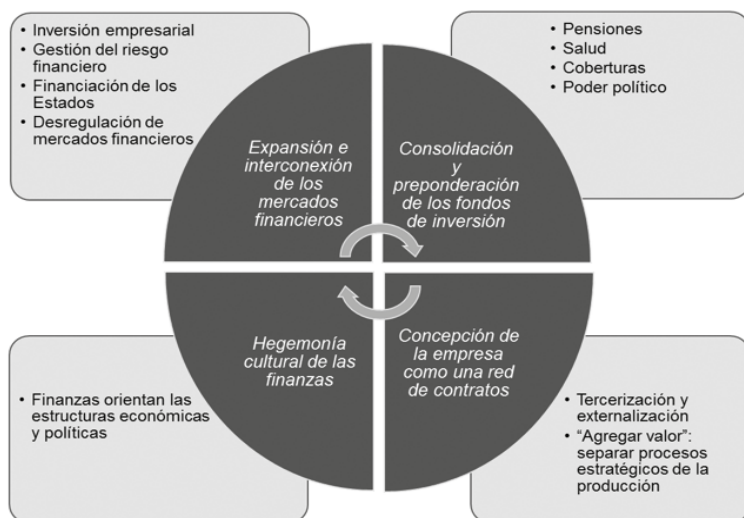 • Inversión empresarial
• Gestión del riesgo
financiero
• Financiación de los
Estados
• Desregulación de
mercados financieros
• Pensiones
• Salud
• Coberturas
• Poder político
Expansión e
interconexión
de los
mercados
financieros
Consolidación
y
preponderación
de los fondos
de inversión
Hegemonía
cultural de las
finanzas
Concepción de
la empresa
como una red
de contratos
• Finanzas orientan las
estructuras económicas
y políticas
• Tercerización y
externalización
• “Agregar valor”:
separar procesos
estratégicos de la
producción